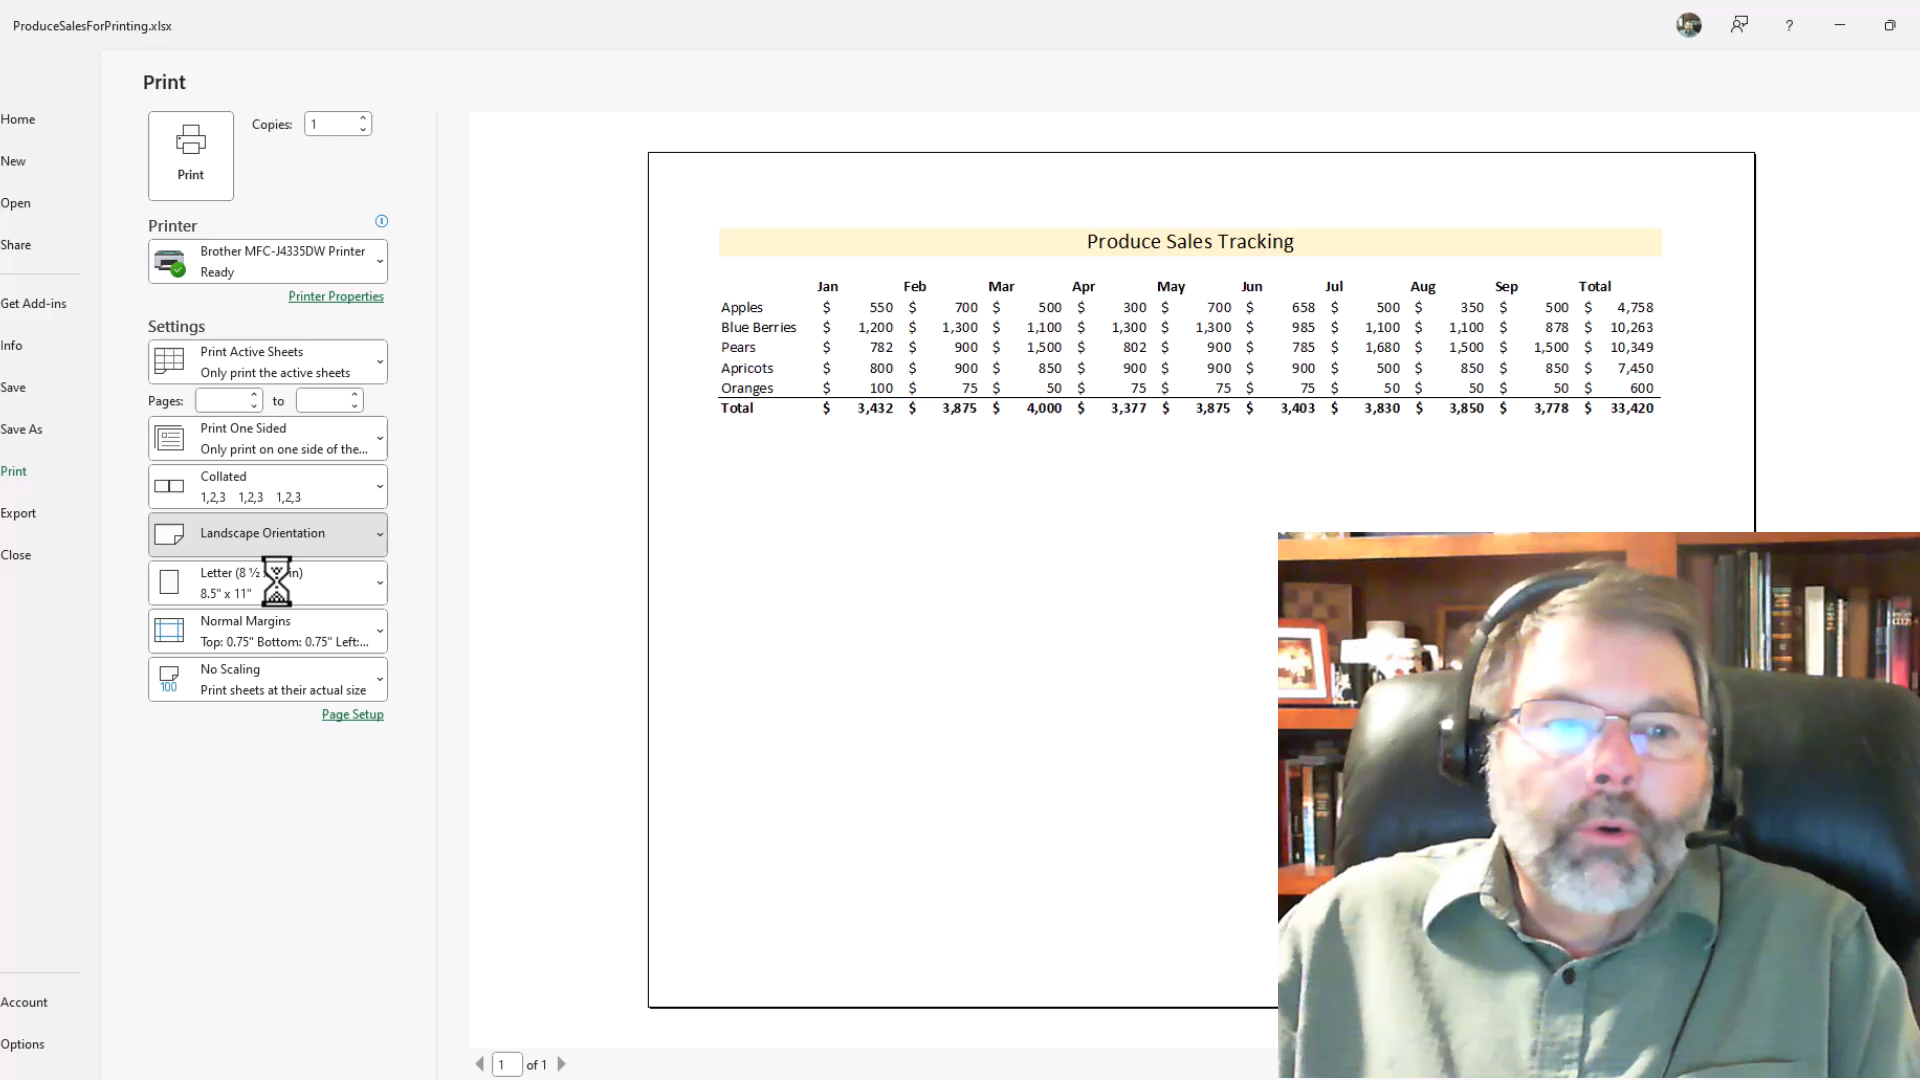 ProduceSalesForPrinting.xlsx
?
Print
Home
New
Open
Share
Get Add-ins
Info
Save
Save As
Print
Export
Close
Account
Options
Print
Copies: 1
Printer
Brother MFC-J4335DW Printer
Ready
Printer Properties
Settings
Print Active Sheets
Only print the active sheets
Pages: to
Print One Sided
Only print on one side of the...
Collated
1,2,3 1,2,3 1,2,3
Landscape Orientation
Letter (8 ½ in)
8.5" x 11"
Normal Margins
Top: 0.75" Bottom: 0.75" Left:...
No Scaling
100
Print sheets at their actual size
Page Setup
Produce Sales Tracking
Jan Feb Mar Apr May Jun Jul Aug Sep Total
Apples $ 550 $ 700 $ 500 $ 300 $ 700 $ 658 $ 500 $ 350 $ 500 $ 4,758
Blue Berries $ 1,200 $ 1,300 $ 1,100 $ 1,300 $ 1,300 $ 985 $ 1,100 $ 1,100 $ 878 $ 10,263
Pears $ 782 $ 900 $ 1,500 $ 802 $ 900 $ 785 $ 1,680 $ 1,500 $ 1,500 $ 10,349
Apricots $ 800 $ 900 $ 850 $ 900 $ 900 $ 900 $ 500 $ 850 $ 850 $ 7,450
Oranges $ 100 $ 75 $ 50 $ 75 $ 75 $ 75 $ 50 $ 50 $ 50 $ 600
Total $ 3,432 $ 3,875 $ 4,000 $ 3,377 $ 3,875 $ 3,403 $ 3,830 $ 3,850 $ 3,778 $ 33,420
1 of 1